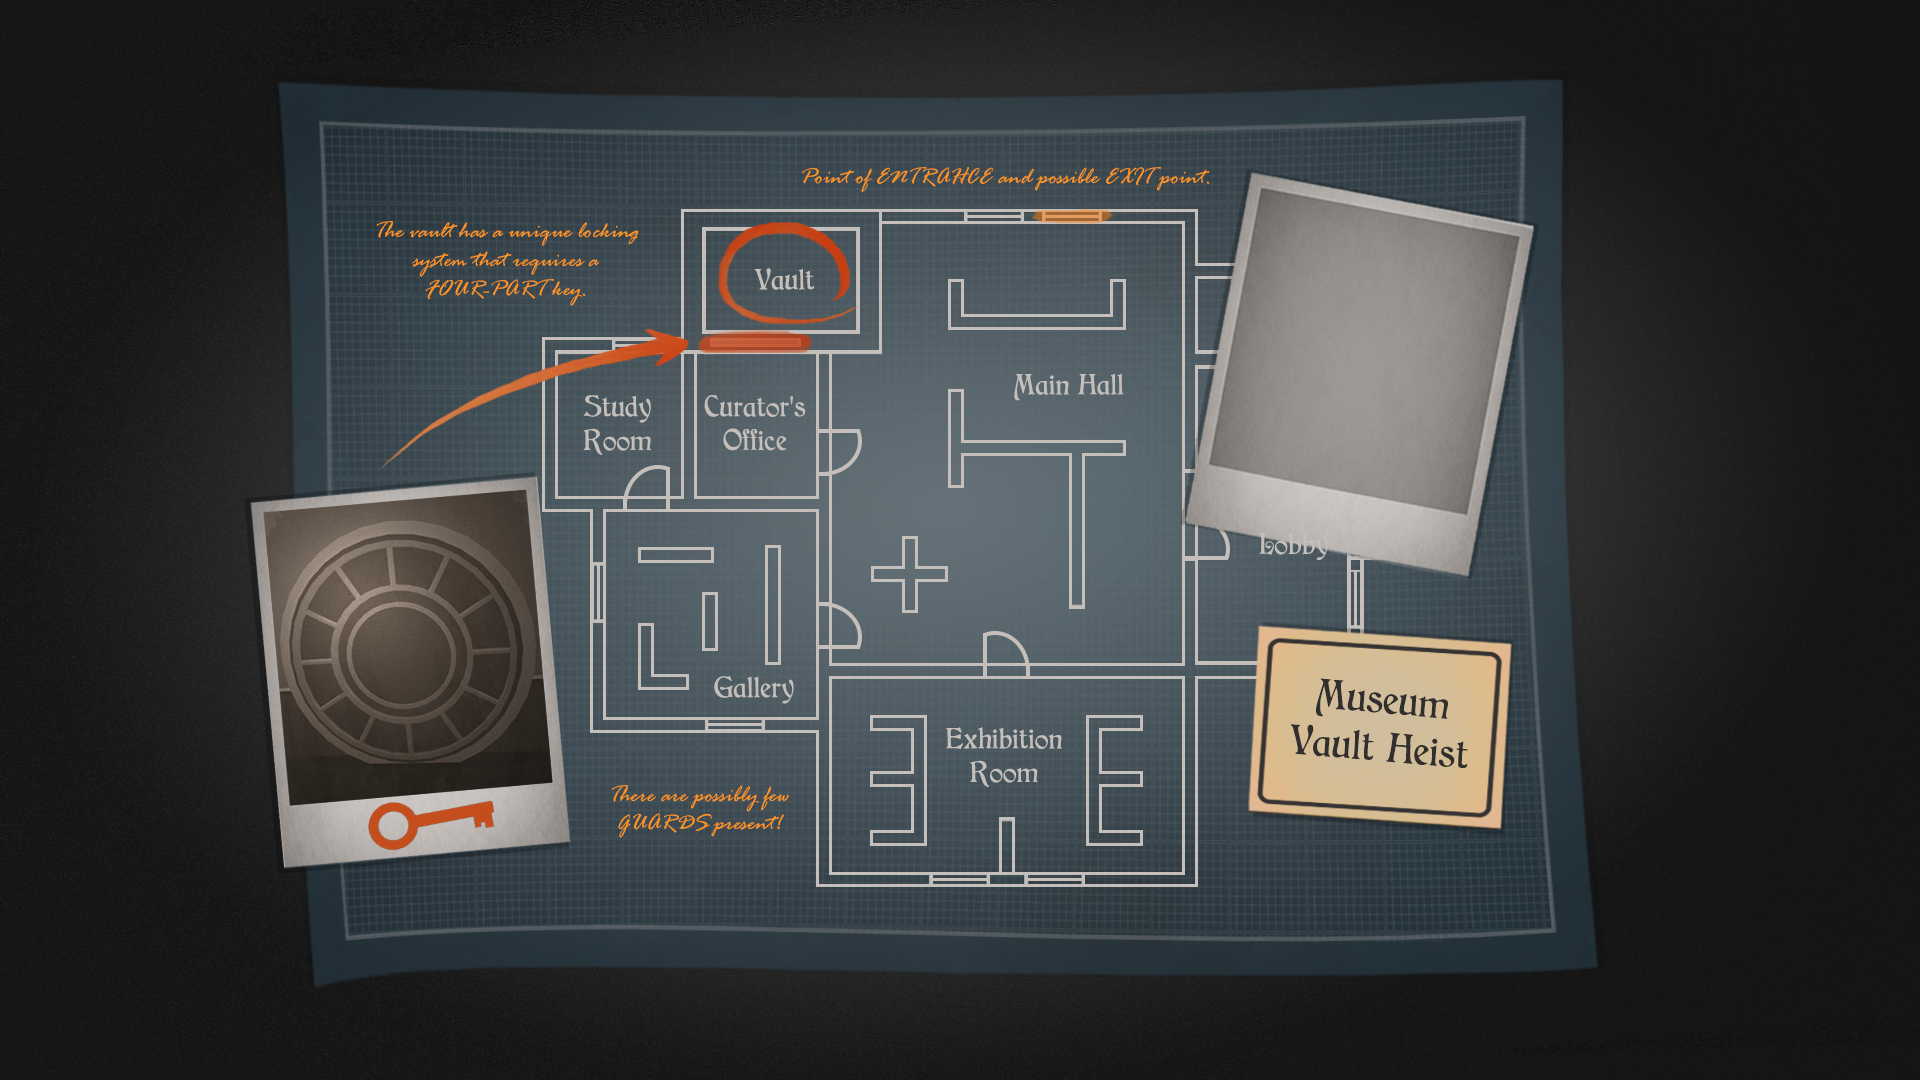 Point of ENTRAHCE and possible EXIT point.
The vault has a unique locking
system that requires a
FOUR-PART key.
Vault
Main Hall
Study
Room
Curator's
Office
Lobby
Gallery
Museum
Vault Heist
Exhibition
Room
There are possibly few
GUARDS present!